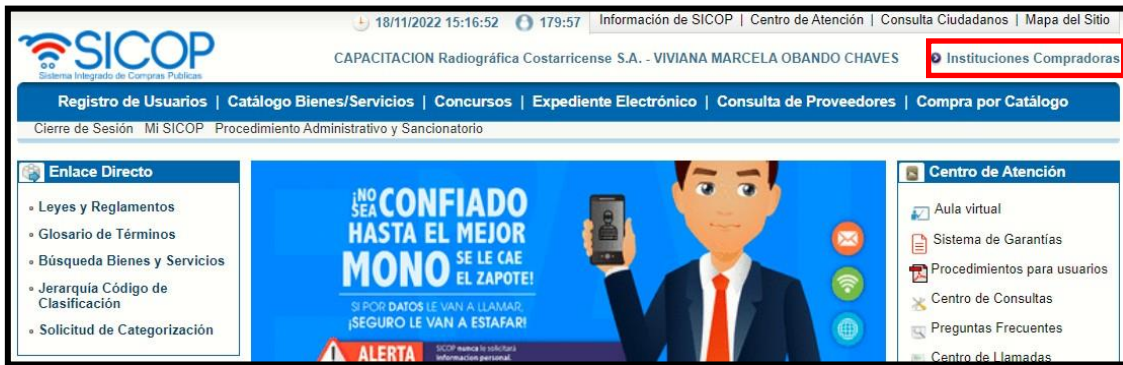 18/11/2022 15:16:52 179:57 Información de SICOP | Centro de Atención | Consulta Ciudadanos | Mapa del Sitio
SICOP
Sistema Integrado de Compras Publicas
CAPACITACION Radiográfica Costarricense S.A. - VIVIANA MARCELA OBANDO CHAVES
Instituciones Compradoras
Registro de Usuarios | Catálogo Bienes/Servicios | Concursos | Expediente Electrónico | Consulta de Proveedores | Compra por Catálogo
Cierre de Sesión Mi SICOP Procedimiento Administrativo y Sancionatorio
Enlace Directo
Leyes y Reglamentos
Glosario de Términos
Búsqueda Bienes y Servicios
Jerarquía Código de
Clasificación
Solicitud de Categorización
¡NO SEA CONFIADO
HASTA EL MEJOR
MONO SE LE CAE
EL ZAPOTE!
SI POR DATOS LE VAN A LLAMAR,
¡SEGURO LE VAN A ESTAFAR!
ALERTA
SICOP nunca le solicitará
informacion personal.
Centro de Atención
Aula virtual
Sistema de Garantías
Procedimientos para usuarios
Centro de Consultas
Preguntas Frecuentes
Centro de Llamadas